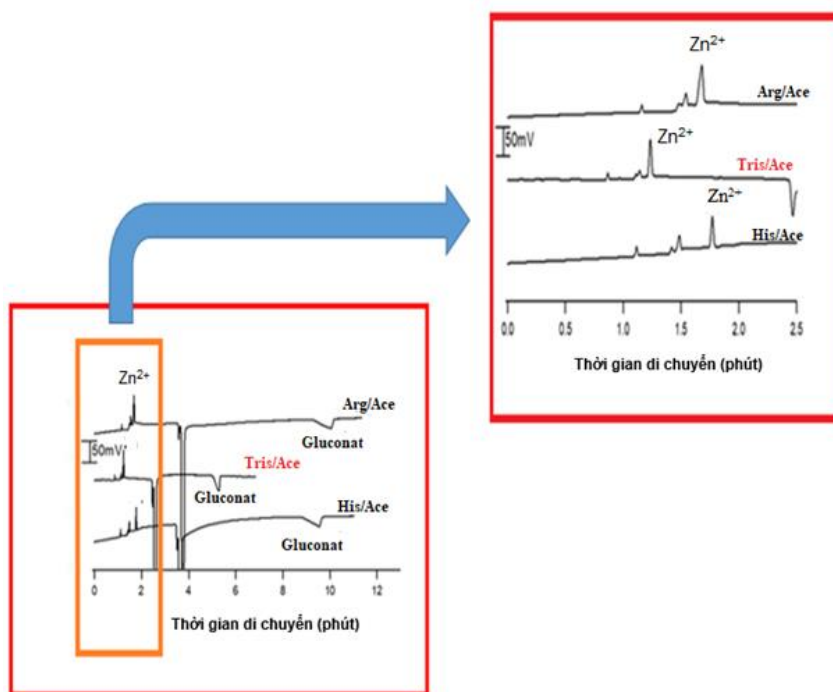 Zn²⁺
Arg/Ace
50mV
Zn²⁺
Tris/Ace
Zn²⁺
His/Ace
0.0 0.5 1.0 1.5 2.0 2.5
Thời gian di chuyển (phút)
Zn²⁺
Arg/Ace
Gluconat
50mV
Tris/Ace
Gluconat
His/Ace
Gluconat
0 2 4 6 8 10 12
Thời gian di chuyển (phút)